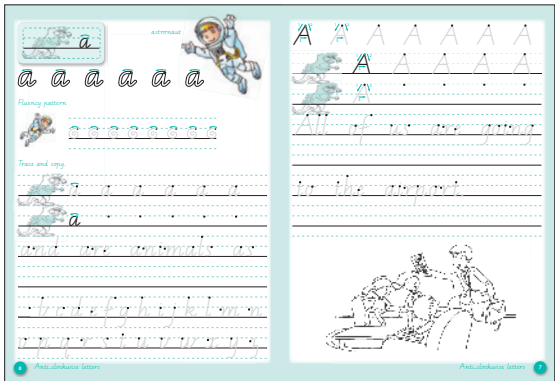 astronaut
a
a a a a a a
Fluency pattern
a a a a a a a a
Trace and copy.
a a a a a a
a
and are animals as
c d e f g h i j k l m n
6 Anti-clockwise letters
A A A A A A A
A A A A A A
A
All of us are going
to the airport.
Anti-clockwise letters 7